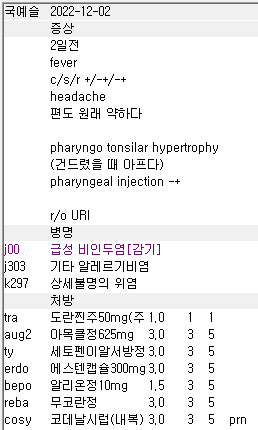 국예슬 2022-12-02
증상
2일전
fever
c/s/r +/-+/-+
headache
편도 원래 약하다
pharyngo tonsilar hypertrophy
(건드렸을 때 아프다)
pharyngeal injection -+
r/o URI
병명
j00 급성 비인두염[감기]
j303 기타 알레르기비염
k297 상세불명의 위염
처방
tra 도란찐주50mg(주 1,0 1 1
aug2 아목클정625mg 3,0 3 5
ty 세토펜이알서방정 3,0 3 5
erdo 에스텐캡슐300mg 3,0 3 5
bepo 알리온정10mg 1,5 3 5
reba 무코란정 3,0 3 5
cosy 코데날시럽(내복) 3,0 3 5 prn